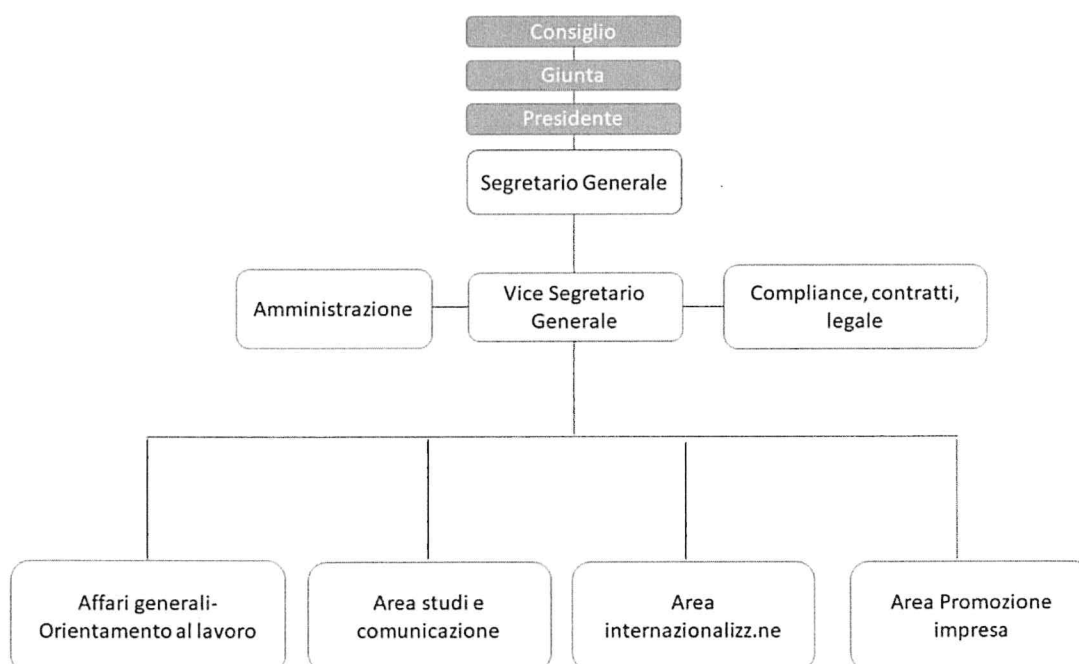 Consiglio
Giunta
Presidente
Segretario Generale
Amministrazione
Vice Segretario
Generale
Compliance, contratti,
legale
Affari generali-
Orientamento al lavoro
Area studi e
comunicazione
Area
internazionalizz.ne
Area Promozione
impresa